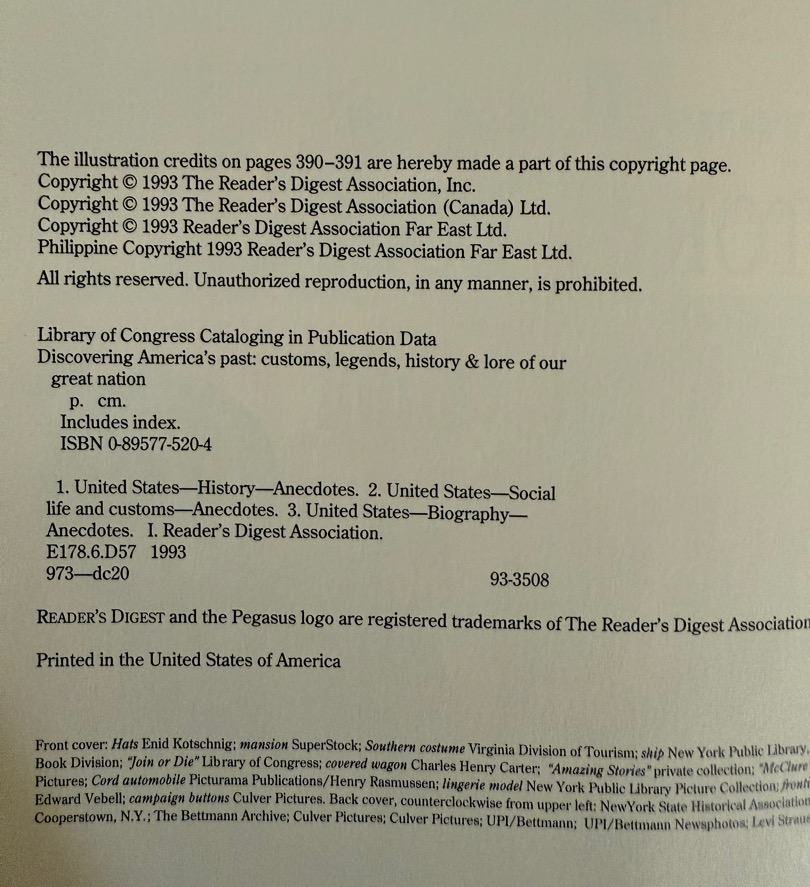 The illustration credits on pages 390–391 are hereby made a part of this copyright page.
Copyright © 1993 The Reader's Digest Association, Inc.
Copyright © 1993 The Reader's Digest Association (Canada) Ltd.
Copyright © 1993 Reader's Digest Association Far East Ltd.
Philippine Copyright 1993 Reader's Digest Association Far East Ltd.
All rights reserved. Unauthorized reproduction, in any manner, is prohibited.
Library of Congress Cataloging in Publication Data
Discovering America's past: customs, legends, history & lore of our
great nation
p. cm.
Includes index.
ISBN 0-89577-520-4
1. United States—History—Anecdotes. 2. United States—Social
life and customs—Anecdotes. 3. United States—Biography—
Anecdotes. I. Reader's Digest Association.
E178.6.D57 1993
973—dc20 93-3508
READER'S DIGEST and the Pegasus logo are registered trademarks of The Reader's Digest Association
Printed in the United States of America
Front cover: Hats Enid Kotschnig; mansion SuperStock; Southern costume Virginia Division of Tourism; ship New York Public Library,
Book Division; "Join or Die" Library of Congress; covered wagon Charles Henry Carter; "Amazing Stories" private collection; "McClure
Pictures; Cord automobile Picturama Publications/Henry Rasmussen; lingerie model New York Public Library Picture Collection;
Edward Vebell; campaign buttons Culver Pictures. Back cover, counterclockwise from upper left: NewYork State Historical Association
Cooperstown, N.Y.; The Bettmann Archive; Culver Pictures; Culver Pictures; UPI/Bettmann; UPI/Bettmann Newsphotos; Levi Straus